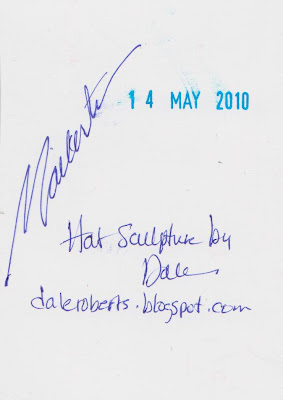 14 MAY 2010
Hat Sculpture by
Dale
daleroberts.blogspot.com